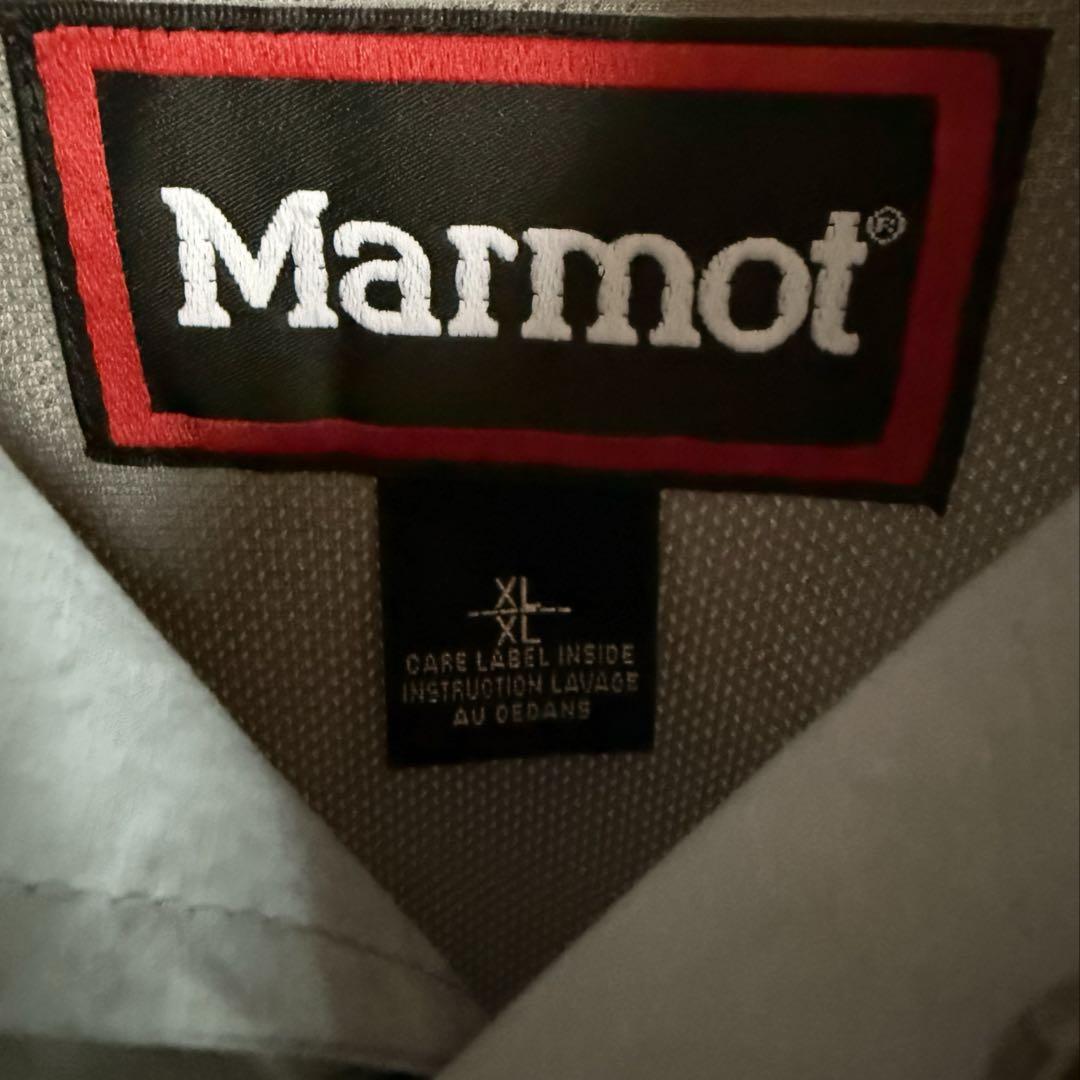 Marmot®
XL
XL
CARE LABEL INSIDE
INSTRUCTION LAVAGE
AU DEDANS